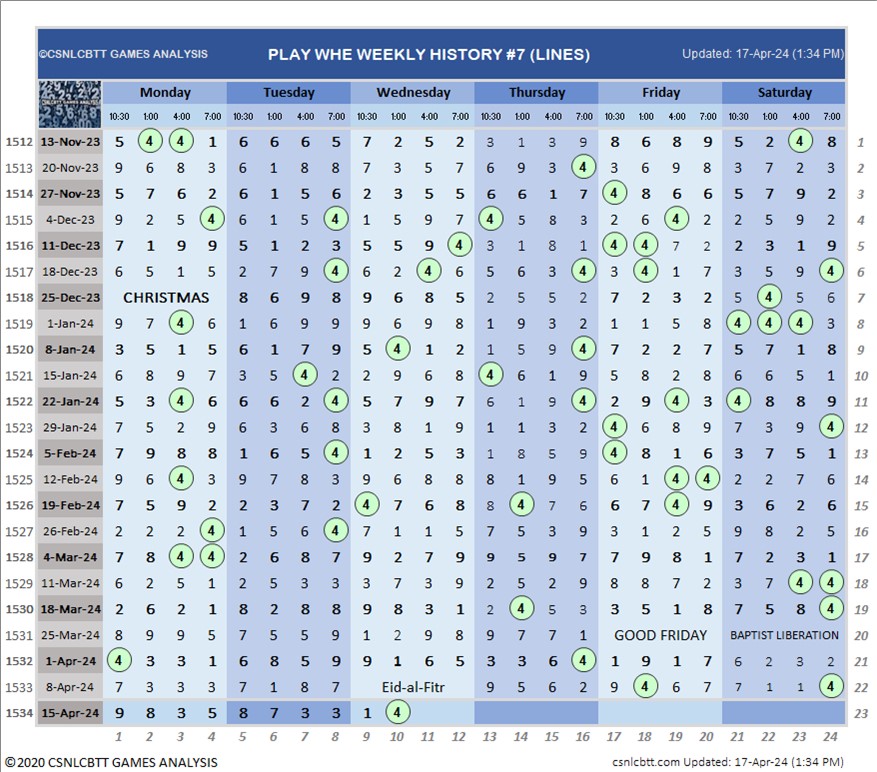 ©CSNLCBTT GAMES ANALYSIS PLAY WHE WEEKLY HISTORY #7 (LINES) Updated: 17-Apr-24 (1:34 PM)
Monday Tuesday Wednesday Thursday Friday Saturday
10:30 1:00 4:00 7:00 10:30 1:00 4:00 7:00 10:30 1:00 4:00 7:00 10:30 1:00 4:00 7:00 10:30 1:00 4:00 7:00 10:30 1:00 4:00 7:00
1512 13-Nov-23 5 4 4 1 6 6 6 5 7 2 5 2 3 1 3 9 8 6 8 9 5 2 4 8 1
1513 20-Nov-23 9 6 8 3 6 1 8 8 7 3 5 7 6 9 3 4 3 6 9 8 3 7 2 3 2
1514 27-Nov-23 5 7 6 2 6 1 5 6 2 3 5 5 6 6 1 7 4 8 6 6 5 7 9 2 3
1515 4-Dec-23 9 2 5 4 6 1 5 4 1 5 9 7 4 5 8 3 2 6 4 2 2 5 9 2 4
1516 11-Dec-23 7 1 9 9 5 1 2 3 5 5 9 4 3 1 8 1 4 4 7 2 2 3 1 9 5
1517 18-Dec-23 6 5 1 5 2 7 9 4 6 2 4 6 5 6 3 4 3 4 1 7 3 5 9 4 6
1518 25-Dec-23 CHRISTMAS 8 6 9 8 9 6 8 5 2 5 5 2 7 2 3 2 5 4 5 6 7
1519 1-Jan-24 9 7 4 6 1 6 9 9 9 6 9 8 1 9 3 2 1 1 5 8 4 4 4 3 8
1520 8-Jan-24 3 5 1 5 6 1 7 9 5 4 1 2 1 5 9 4 7 2 2 7 5 7 1 8 9
1521 15-Jan-24 6 8 9 7 3 5 4 2 2 9 6 8 4 6 1 9 5 8 2 8 6 6 5 1 10
1522 22-Jan-24 5 3 4 6 6 6 2 4 5 7 9 7 6 1 9 4 2 9 4 3 4 8 8 9 11
1523 29-Jan-24 7 5 2 9 6 3 6 8 3 8 1 9 1 1 3 2 4 6 8 9 7 3 9 4 12
1524 5-Feb-24 7 9 8 8 1 6 5 4 1 2 5 3 1 8 5 9 4 8 1 6 3 7 5 1 13
1525 12-Feb-24 9 6 4 3 9 7 8 3 9 6 8 8 8 1 9 5 6 1 4 4 2 2 7 6 14
1526 19-Feb-24 7 5 9 2 2 3 7 2 4 7 6 8 8 4 7 6 6 7 4 9 3 6 2 6 15
1527 26-Feb-24 2 2 2 4 1 5 6 4 7 1 1 5 7 9 3 5 3 1 2 5 9 8 2 5 16
1528 4-Mar-24 7 8 4 4 2 6 8 7 9 2 7 9 9 5 9 7 7 9 8 1 7 2 3 1 17
1529 11-Mar-24 6 2 5 1 2 5 3 3 3 7 3 9 2 5 2 9 8 8 7 2 3 7 4 4 18
1530 18-Mar-24 2 6 2 1 8 2 8 8 9 8 3 1 2 4 5 3 3 5 1 8 7 5 8 4 19
1531 25-Mar-24 8 9 9 5 7 5 5 9 1 2 9 8 9 7 7 1 GOOD FRIDAY BAPTIST LIBERATION 20
1532 1-Apr-24 4 3 3 1 6 8 5 9 9 1 6 5 3 3 6 4 1 9 1 7 6 2 3 2 21
1533 8-Apr-24 7 3 3 3 7 1 8 7 Eid-al-Fitr 9 5 6 2 9 4 6 7 7 1 1 4 22
1534 15-Apr-24 9 8 3 5 8 7 3 3 1 4 23
1 2 3 4 5 6 7 8 9 10 11 12 13 14 15 16 17 18 19 20 21 22 23 24
©2020 CSNLCBTT GAMES ANALYSIS csnlcbtt.com Updated: 17-Apr-24 (1:34 PM)